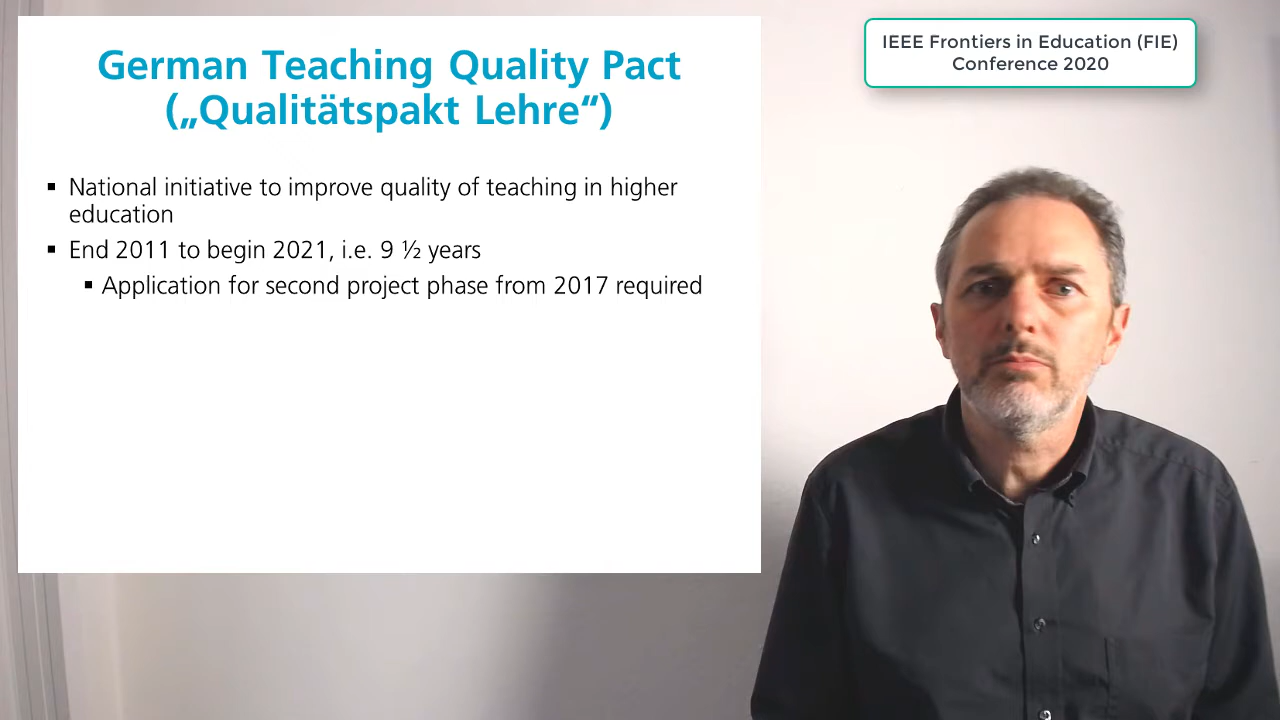 German Teaching Quality Pact
(„Qualitätspakt Lehre“)
▪ National initiative to improve quality of teaching in higher
education
▪ End 2011 to begin 2021, i.e. 9 ½ years
▪ Application for second project phase from 2017 required
IEEE Frontiers in Education (FIE)
Conference 2020